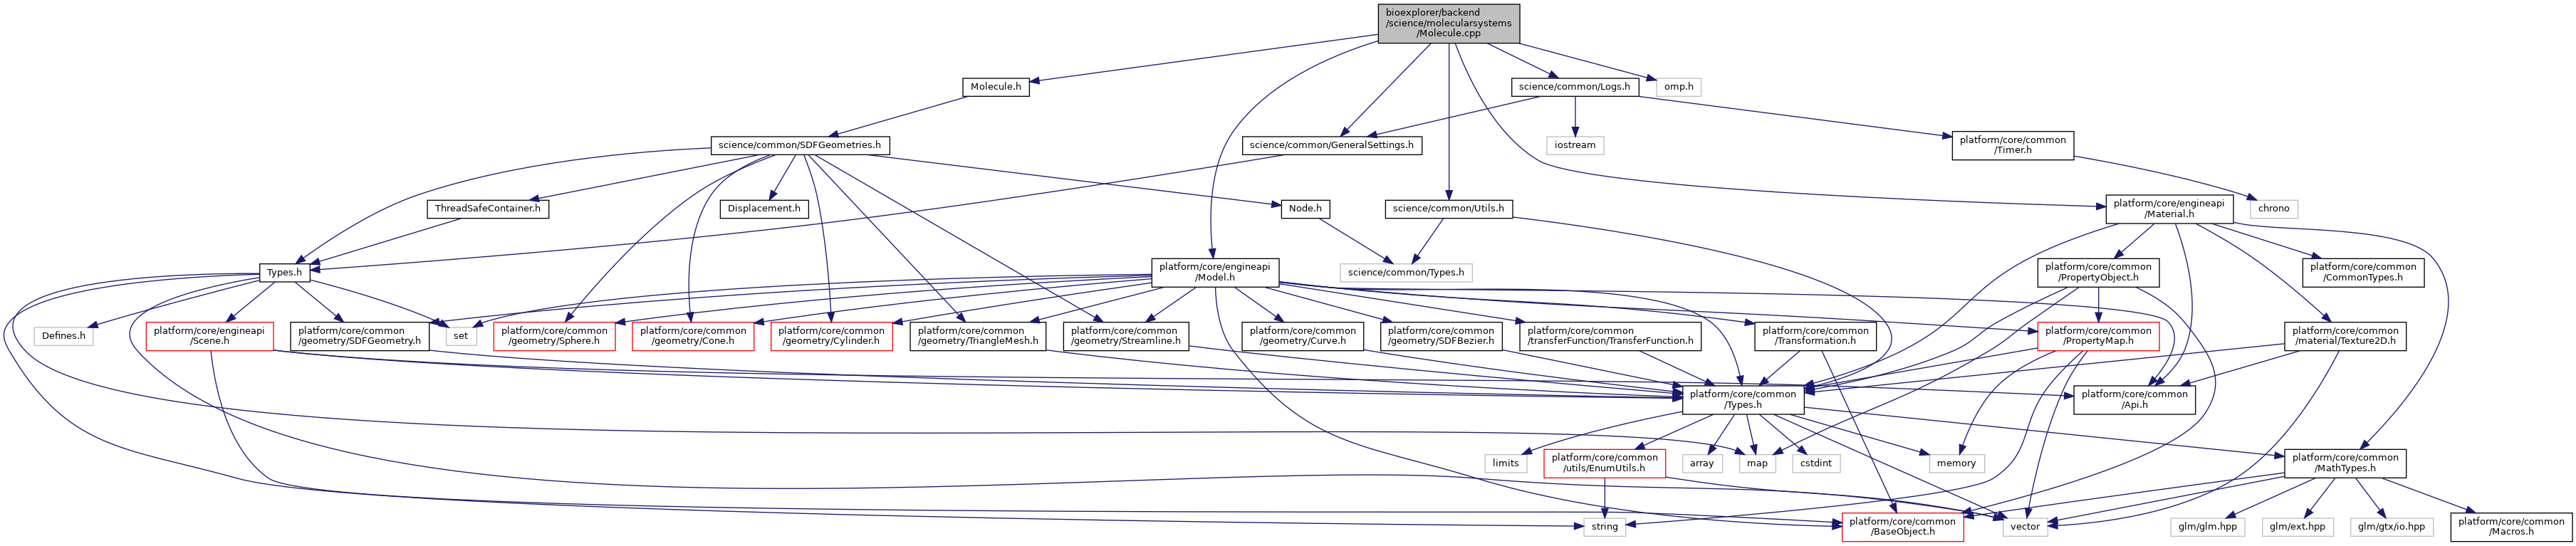 bioexplorer/backend
/science/molecularsystems
/Molecule.cpp
Molecule.h
science/common/Logs.h
omp.h
science/common/SDFGeometries.h
science/common/GeneralSettings.h
iostream
platform/core/common
/Timer.h
ThreadSafeContainer.h
Displacement.h
Node.h
science/common/Utils.h
platform/core/engineapi
/Material.h
chrono
Types.h
platform/core/engineapi
/Model.h
science/common/Types.h
platform/core/common
/PropertyObject.h
platform/core/common
/CommonTypes.h
Defines.h
platform/core/engineapi
/Scene.h
platform/core/common
/geometry/SDFGeometry.h
set
platform/core/common
/geometry/Sphere.h
platform/core/common
/geometry/Cone.h
platform/core/common
/geometry/Cylinder.h
platform/core/common
/geometry/TriangleMesh.h
platform/core/common
/geometry/Streamline.h
platform/core/common
/geometry/Curve.h
platform/core/common
/geometry/SDFBezier.h
platform/core/common
/transferFunction/TransferFunction.h
platform/core/common
/Transformation.h
platform/core/common
/PropertyMap.h
platform/core/common
/material/Texture2D.h
platform/core/common
/Types.h
platform/core/common
/Api.h
limits
platform/core/common
/utils/EnumUtils.h
array
map
cstdint
memory
platform/core/common
/MathTypes.h
string
platform/core/common
/BaseObject.h
vector
glm/glm.hpp
glm/ext.hpp
glm/gtx/io.hpp
platform/core/common
/Macros.h